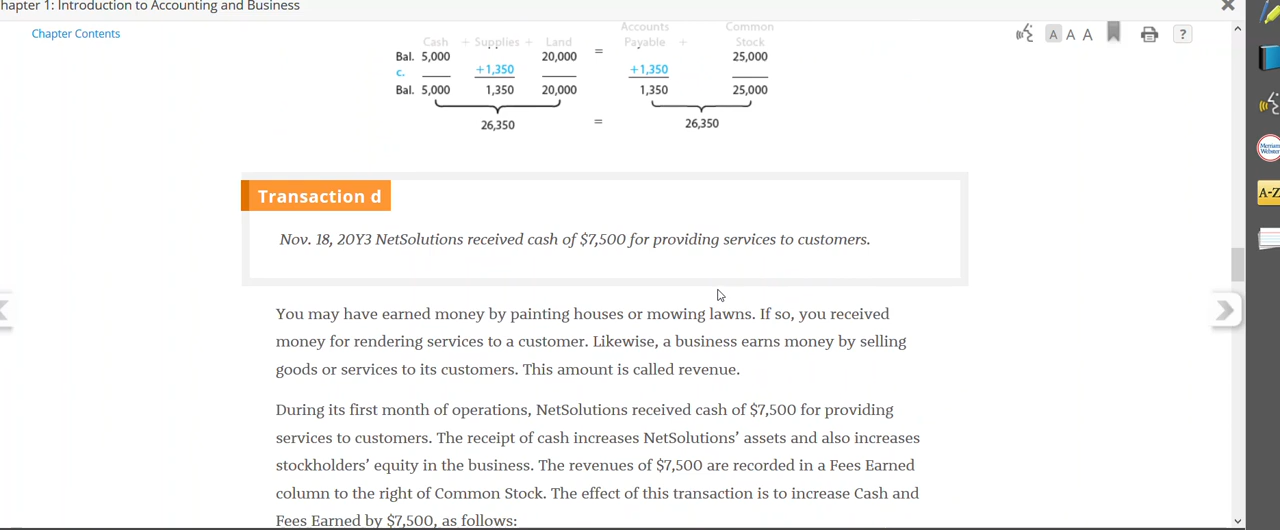 hapter 1: Introduction to Accounting and Business
Chapter Contents
Accounts Common
Cash + Supplies + Land = Payable + Stock
Bal. 5,000 20,000 25,000
c. +1,350 +1,350
Bal. 5,000 1,350 20,000 1,350 25,000
26,350 = 26,350
A A A ?
Transaction d
Nov. 18, 20Y3 NetSolutions received cash of $7,500 for providing services to customers.
You may have earned money by painting houses or mowing lawns. If so, you received
money for rendering services to a customer. Likewise, a business earns money by selling
goods or services to its customers. This amount is called revenue.
During its first month of operations, NetSolutions received cash of $7,500 for providing
services to customers. The receipt of cash increases NetSolutions’ assets and also increases
stockholders’ equity in the business. The revenues of $7,500 are recorded in a Fees Earned
column to the right of Common Stock. The effect of this transaction is to increase Cash and
Fees Earned by $7,500, as follows:
Merriam
Webster
A-Z